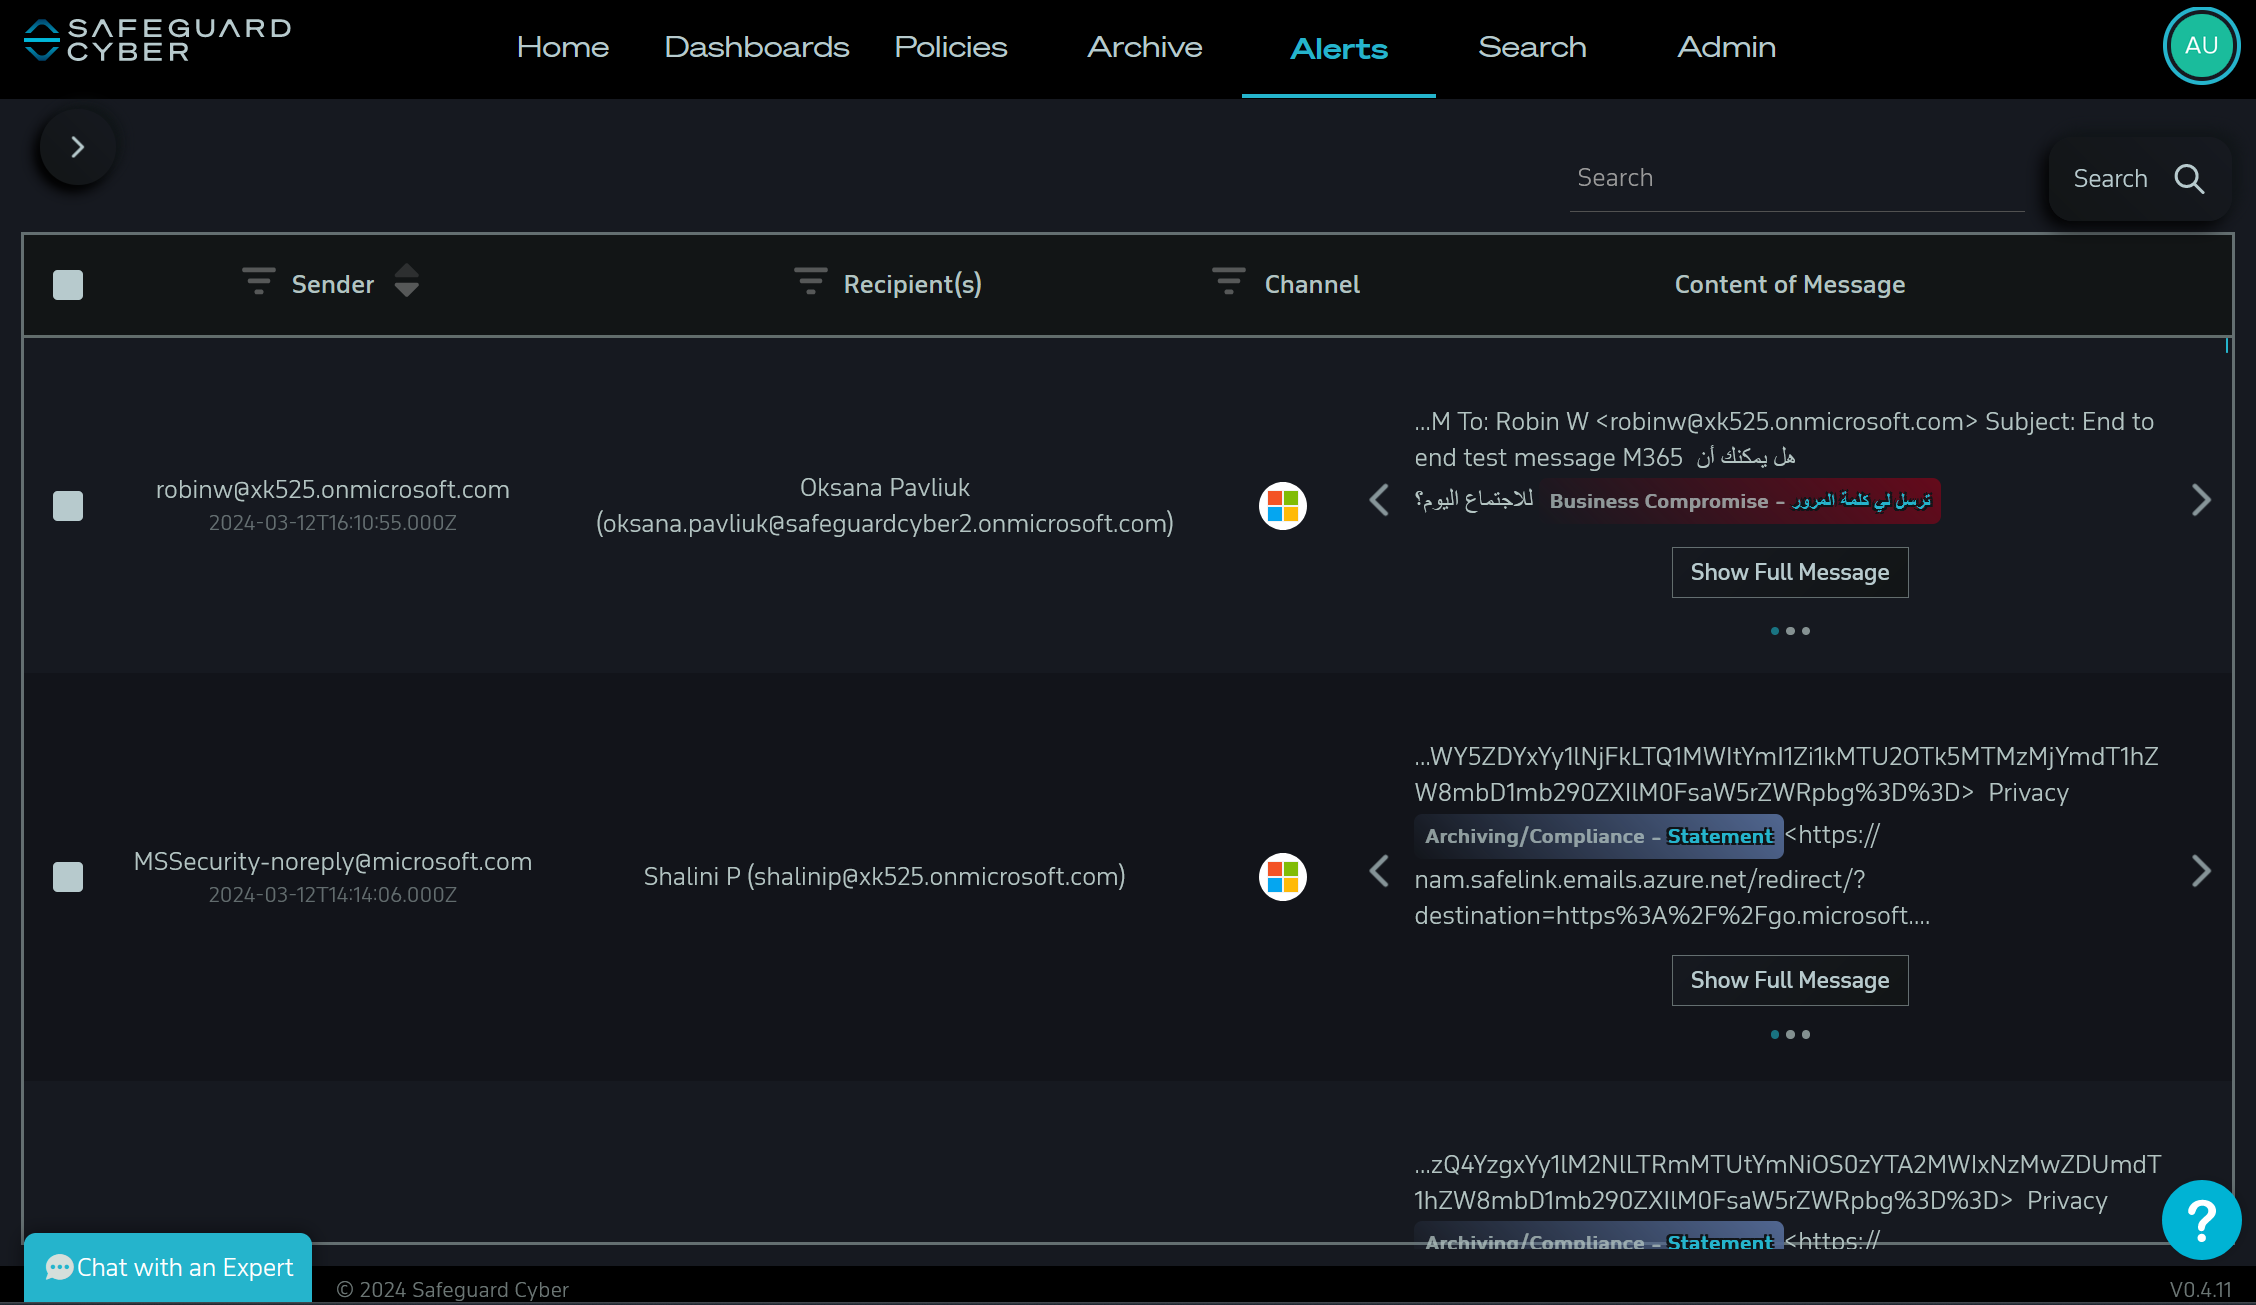 SAFEGUARD
CYBER
Home Dashboards Policies Archive Alerts Search Admin
AU
Search
Search
Sender Recipient(s) Channel Content of Message
robinw@xk525.onmicrosoft.com
2024-03-12T16:10:55.000Z
Oksana Pavliuk
(oksana.pavliuk@safeguardcyber2.onmicrosoft.com)
...M To: Robin W <robinw@xk525.onmicrosoft.com> Subject: End to
end test message M365 هل يمكنك أن
Business Compromise – ترسل لي كلمة المرور للاجتماع اليوم؟
Show Full Message
MSSecurity-noreply@microsoft.com
2024-03-12T14:14:06.000Z
Shalini P (shalinip@xk525.onmicrosoft.com)
...WY5ZDYxYy1lNjFkLTQ1MWItYmI1Zi1kMTU2OTk5MTMzMjYmdT1hZ
W8mbD1mb290ZXIlM0FsaW5rZWRpbg%3D%3D> Privacy
Archiving/Compliance – Statement <https://
nam.safelink.emails.azure.net/redirect/?
destination=https%3A%2F%2Fgo.microsoft....
Show Full Message
...zQ4YzgxYy1lM2NlLTRmMTUtYmNiOS0zYTA2MWIxNzMwZDUmdT
1hZW8mbD1mb290ZXIlM0FsaW5rZWRpbg%3D%3D> Privacy
Archiving/Compliance – Statement <https://
?
Chat with an Expert
© 2024 Safeguard Cyber
V0.4.11